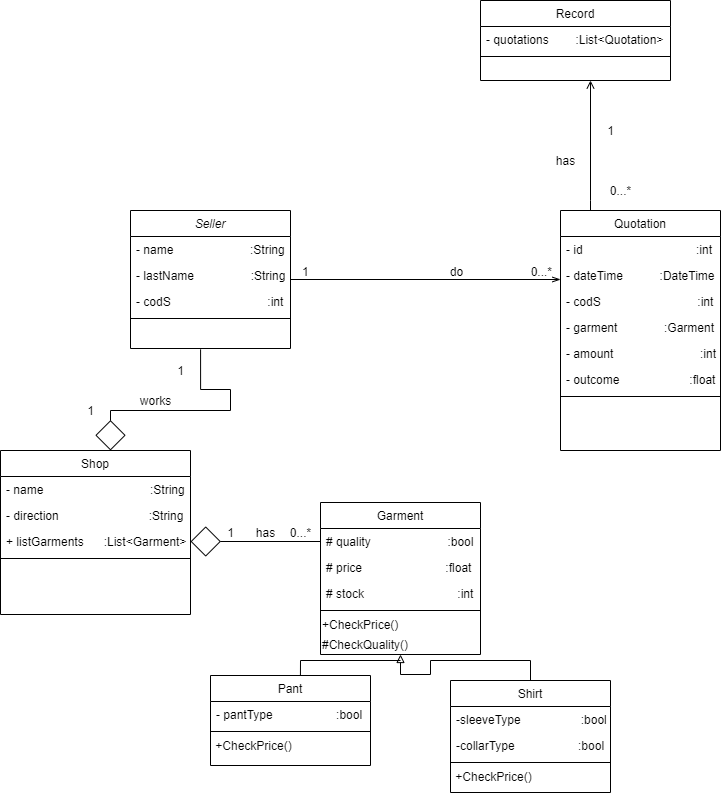 Record
- quotations :List<Quotation>
1
has
0...*
Seller
- name :String
- lastName :String
- codS :int
1 do 0...*
Quotation
- id :int
- dateTime :DateTime
- codS :int
- garment :Garment
- amount :int
- outcome :float
1
works
1
Shop
- name :String
- direction :String
+ listGarments :List<Garment>
1 has 0...*
Garment
# quality :bool
# price :float
# stock :int
+CheckPrice()
#CheckQuality()
Pant
- pantType :bool
+CheckPrice()
Shirt
-sleeveType :bool
-collarType :bool
+CheckPrice()